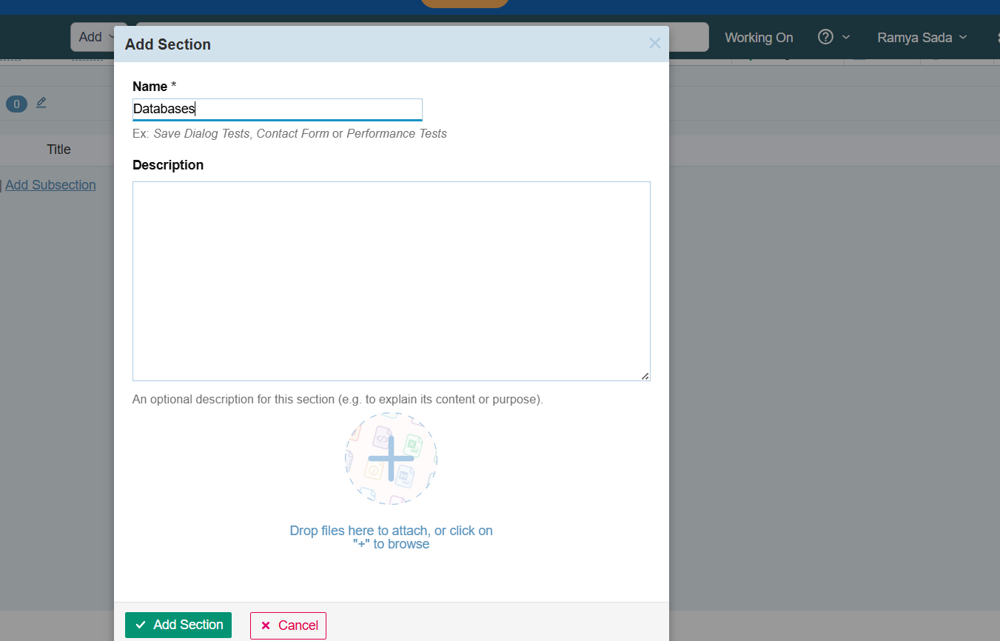 Add
Working On
Ramya Sada
Add Section
Name *
Databases
Ex: Save Dialog Tests, Contact Form or Performance Tests
0
Title
Description
Add Subsection
An optional description for this section (e.g. to explain its content or purpose).
Drop files here to attach, or click on
"+" to browse
Add Section
Cancel